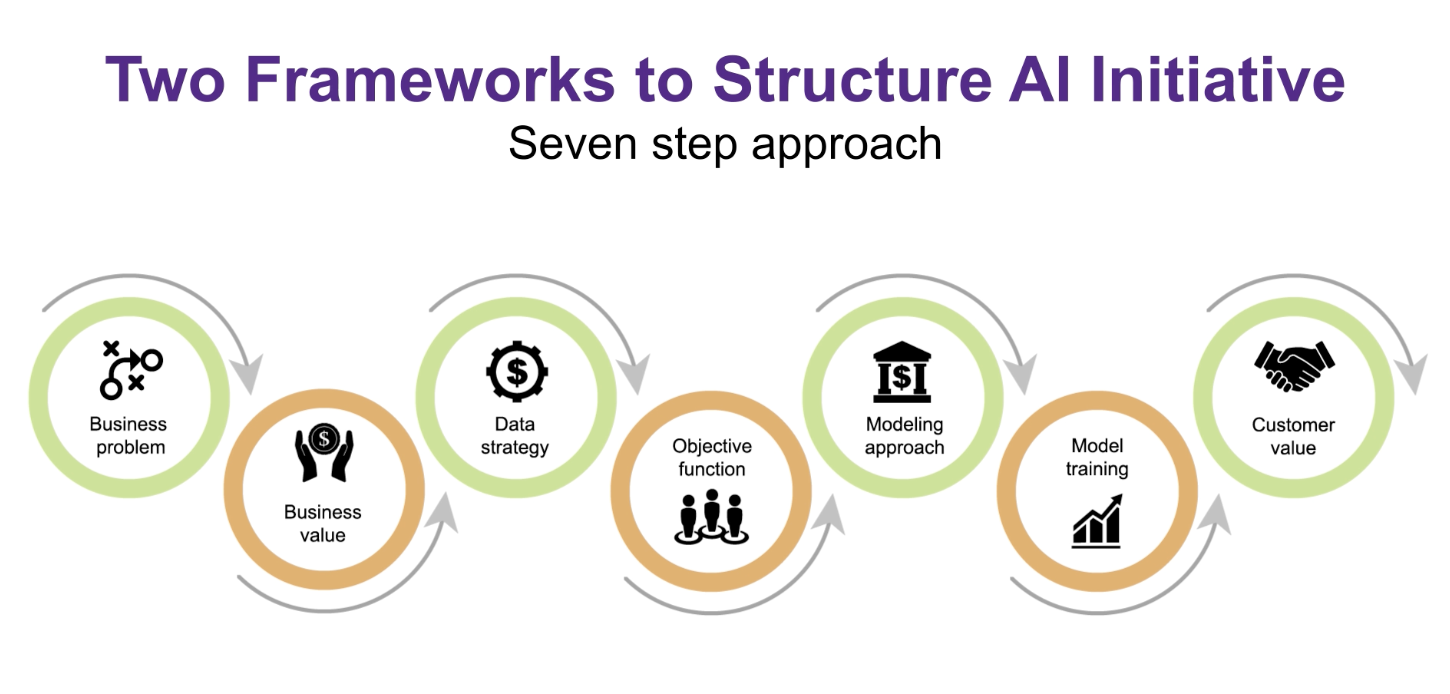 Two Frameworks to Structure AI Initiative
Seven step approach
Business
problem
$
Business
value
$
Data
strategy
Objective
function
$
Modeling
approach
Model
training
Customer
value